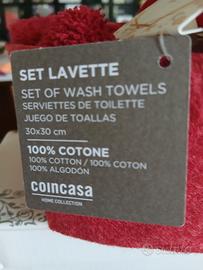 SET LAVETTE
SET OF WASH TOWELS
SERVIETTES DE TOILETTE
JUEGO DE TOALLAS
30x30 cm
100% COTONE
100% COTTON / 100% COTON
100% ALGODÓN
coincasa
HOME COLLECTION